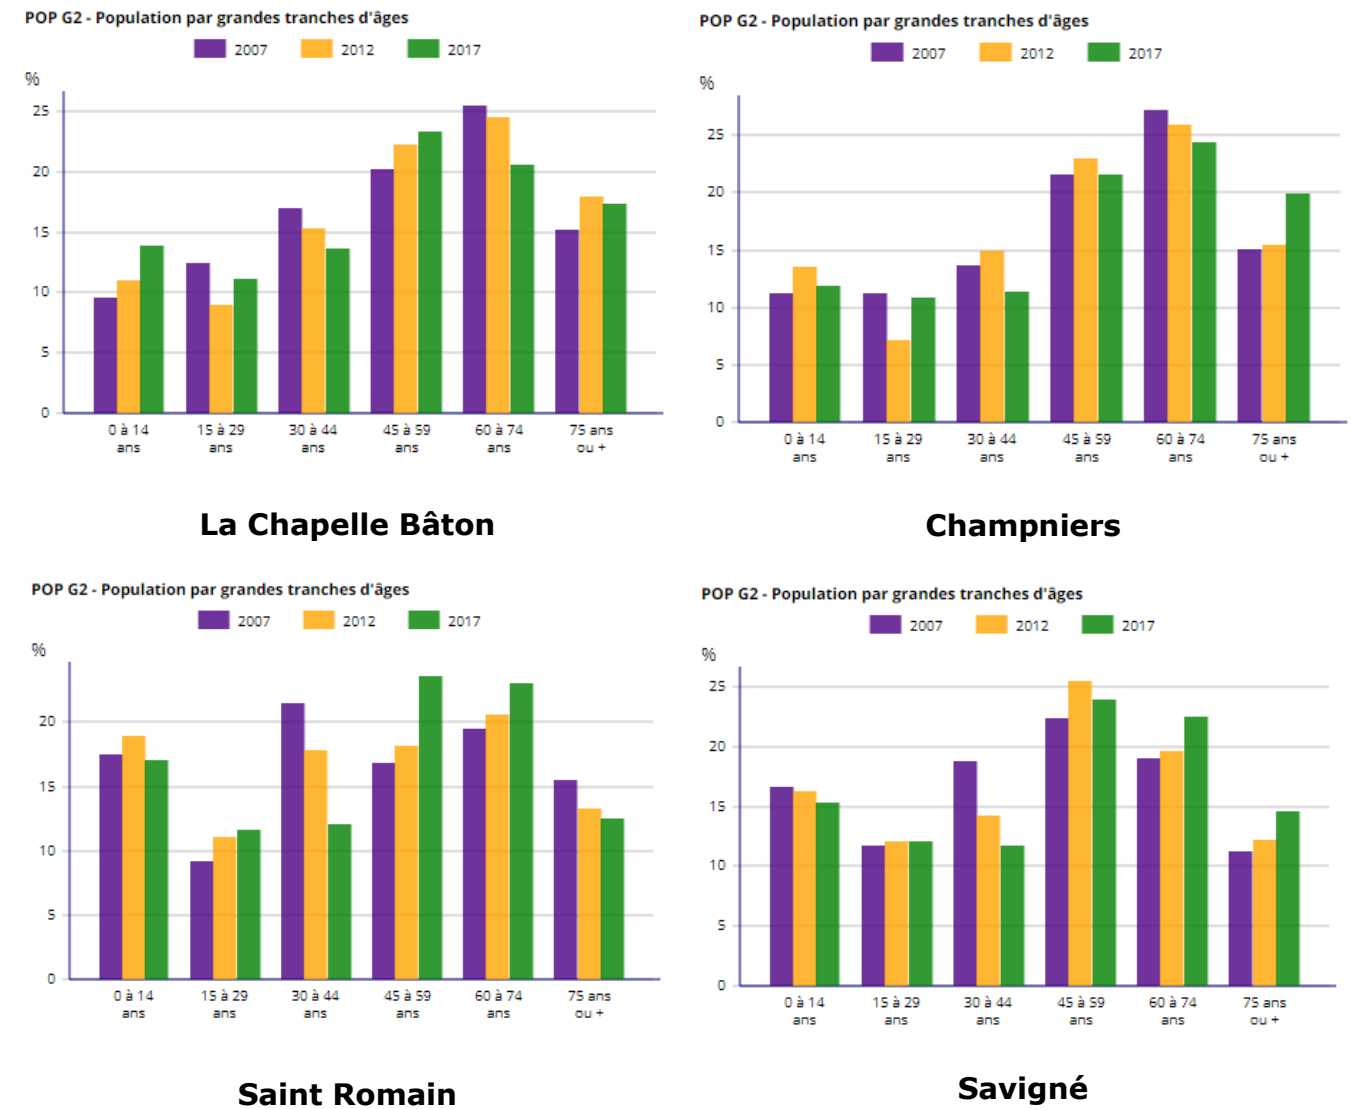 POP G2 - Population par grandes tranches d'âges
2007 2012 2017
%
25
20
15
10
5
0
0 à 14 ans
15 à 29 ans
30 à 44 ans
45 à 59 ans
60 à 74 ans
75 ans ou +
La Chapelle Bâton
POP G2 - Population par grandes tranches d'âges
2007 2012 2017
%
25
20
15
10
5
0
0 à 14 ans
15 à 29 ans
30 à 44 ans
45 à 59 ans
60 à 74 ans
75 ans ou +
Champniers
POP G2 - Population par grandes tranches d'âges
2007 2012 2017
%
20
15
10
5
0
0 à 14 ans
15 à 29 ans
30 à 44 ans
45 à 59 ans
60 à 74 ans
75 ans ou +
Saint Romain
POP G2 - Population par grandes tranches d'âges
2007 2012 2017
%
25
20
15
10
5
0
0 à 14 ans
15 à 29 ans
30 à 44 ans
45 à 59 ans
60 à 74 ans
75 ans ou +
Savigné